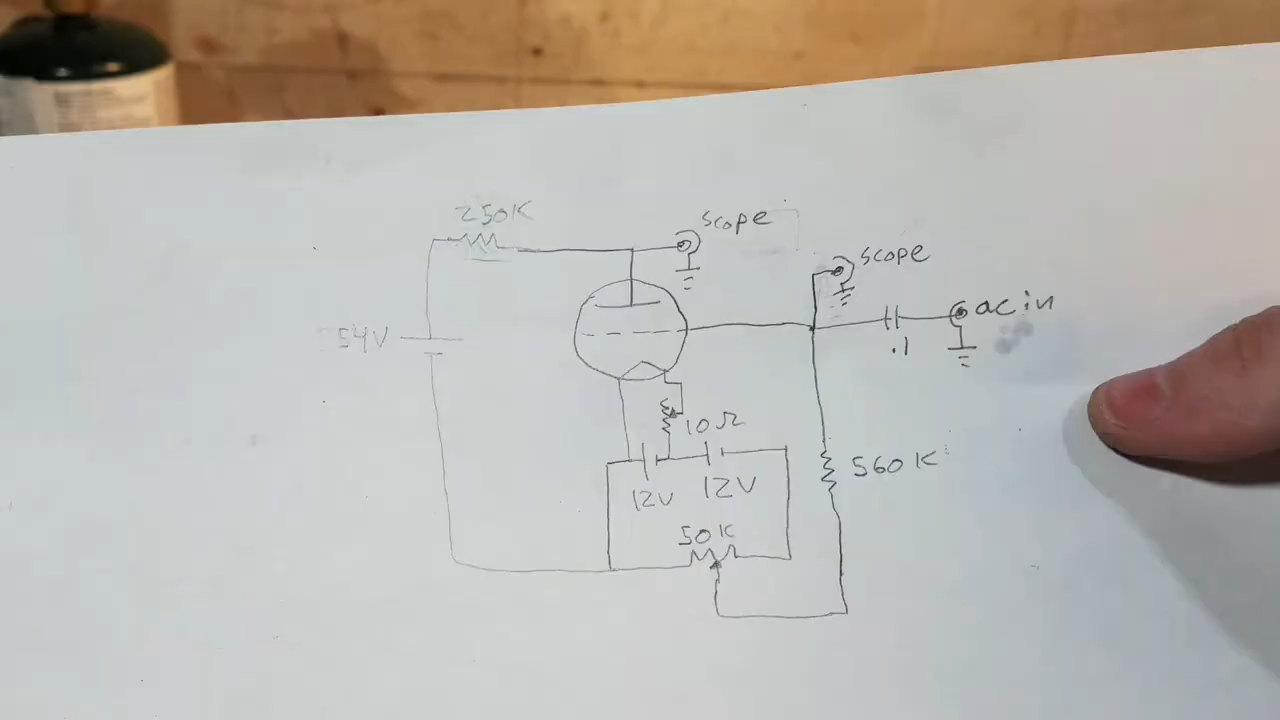 250K
scope
scope
ac in
54V
.1
10Ω
560K
12V
12V
50K